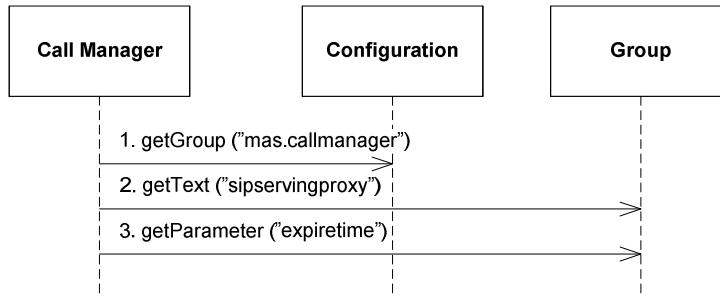 Call Manager
Configuration
Group
1. getGroup (”mas.callmanager”)
2. getText (”sipservingproxy”)
3. getParameter (”expiretime”)